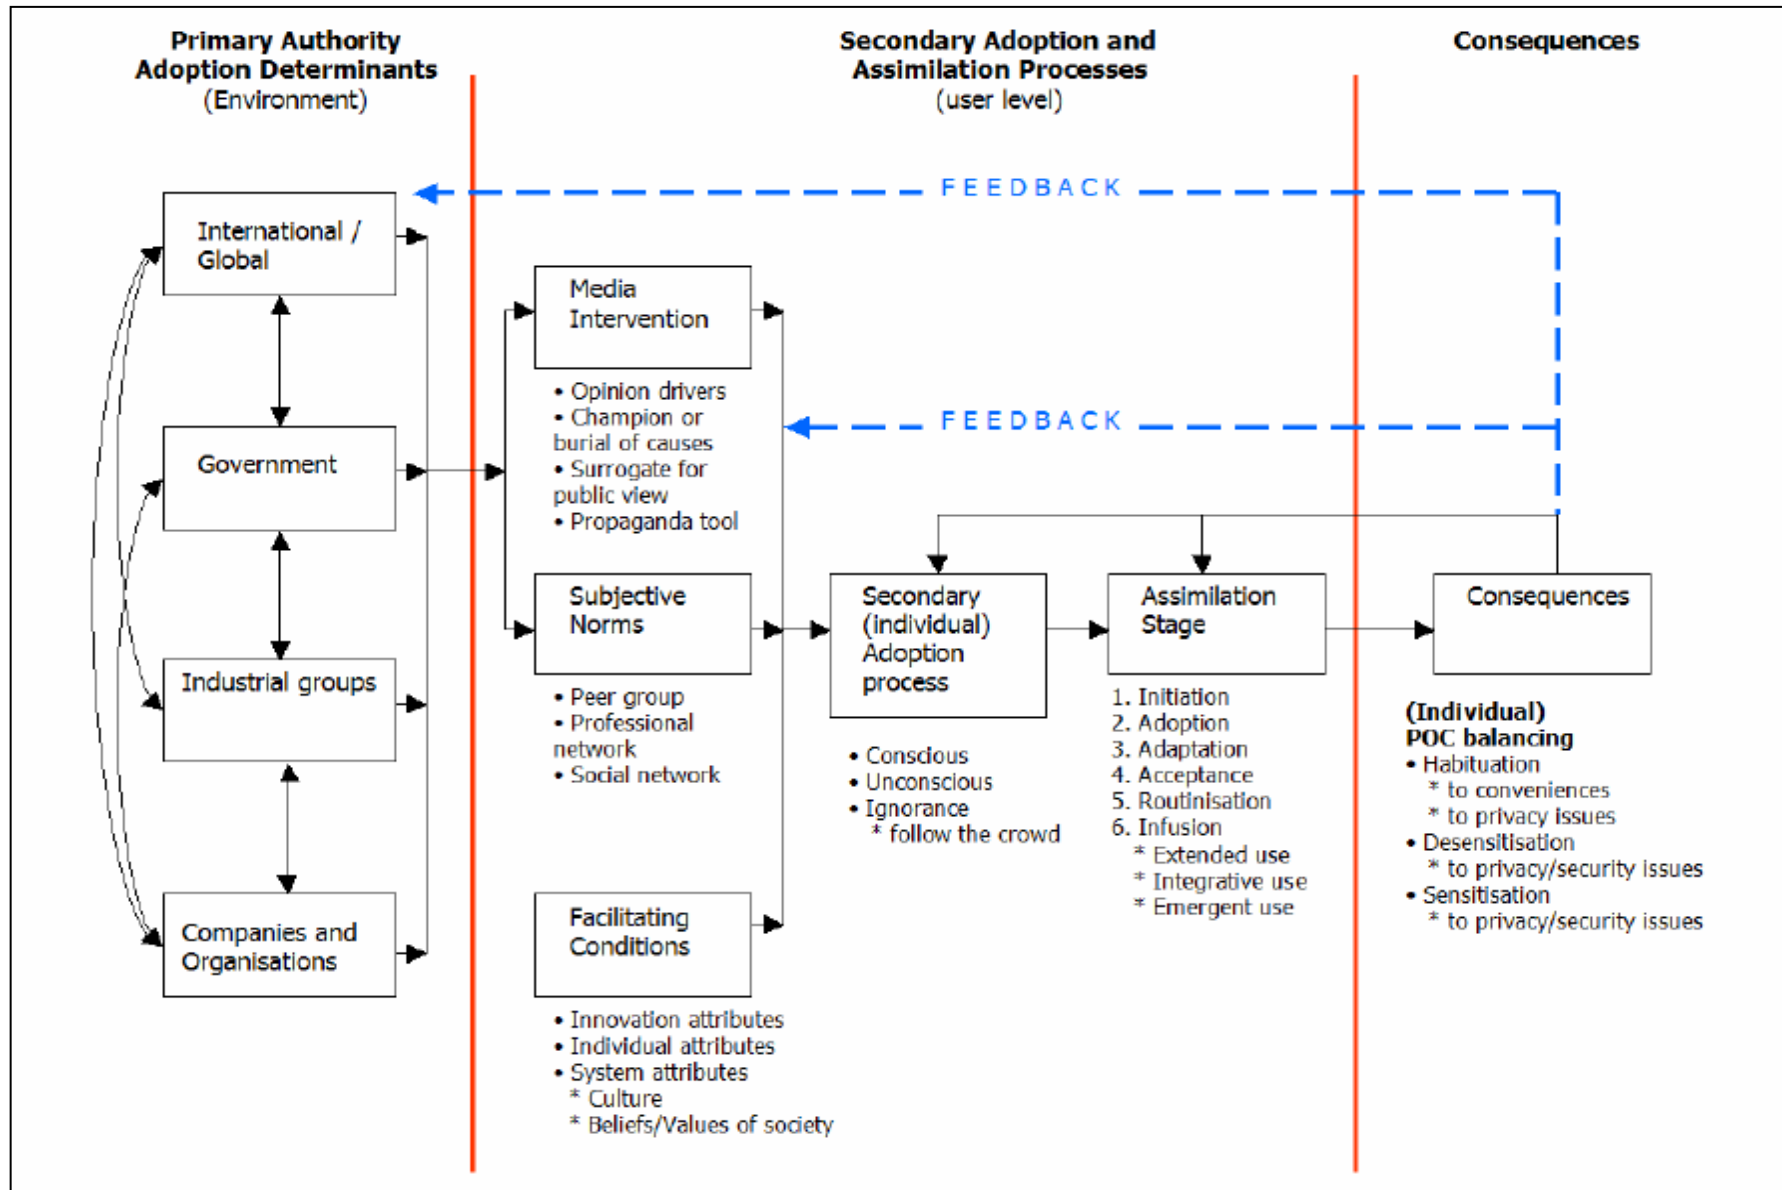 Primary Authority
Adoption Determinants
(Environment)
Secondary Adoption and
Assimilation Processes
(user level)
Consequences
FEEDBACK
International /
Global
Government
Industrial groups
Companies and
Organisations
Media
Intervention
• Opinion drivers
• Champion or
burial of causes
• Surrogate for
public view
• Propaganda tool
FEEDBACK
Subjective
Norms
• Peer group
• Professional
network
• Social network
Facilitating
Conditions
• Innovation attributes
• Individual attributes
• System attributes
* Culture
* Beliefs/Values of society
Secondary
(individual)
Adoption
process
• Conscious
• Unconscious
• Ignorance
* follow the crowd
Assimilation
Stage
1. Initiation
2. Adoption
3. Adaptation
4. Acceptance
5. Routinisation
6. Infusion
* Extended use
* Integrative use
* Emergent use
Consequences
(Individual)
POC balancing
• Habituation
* to conveniences
* to privacy issues
• Desensitisation
* to privacy/security issues
• Sensitisation
* to privacy/security issues